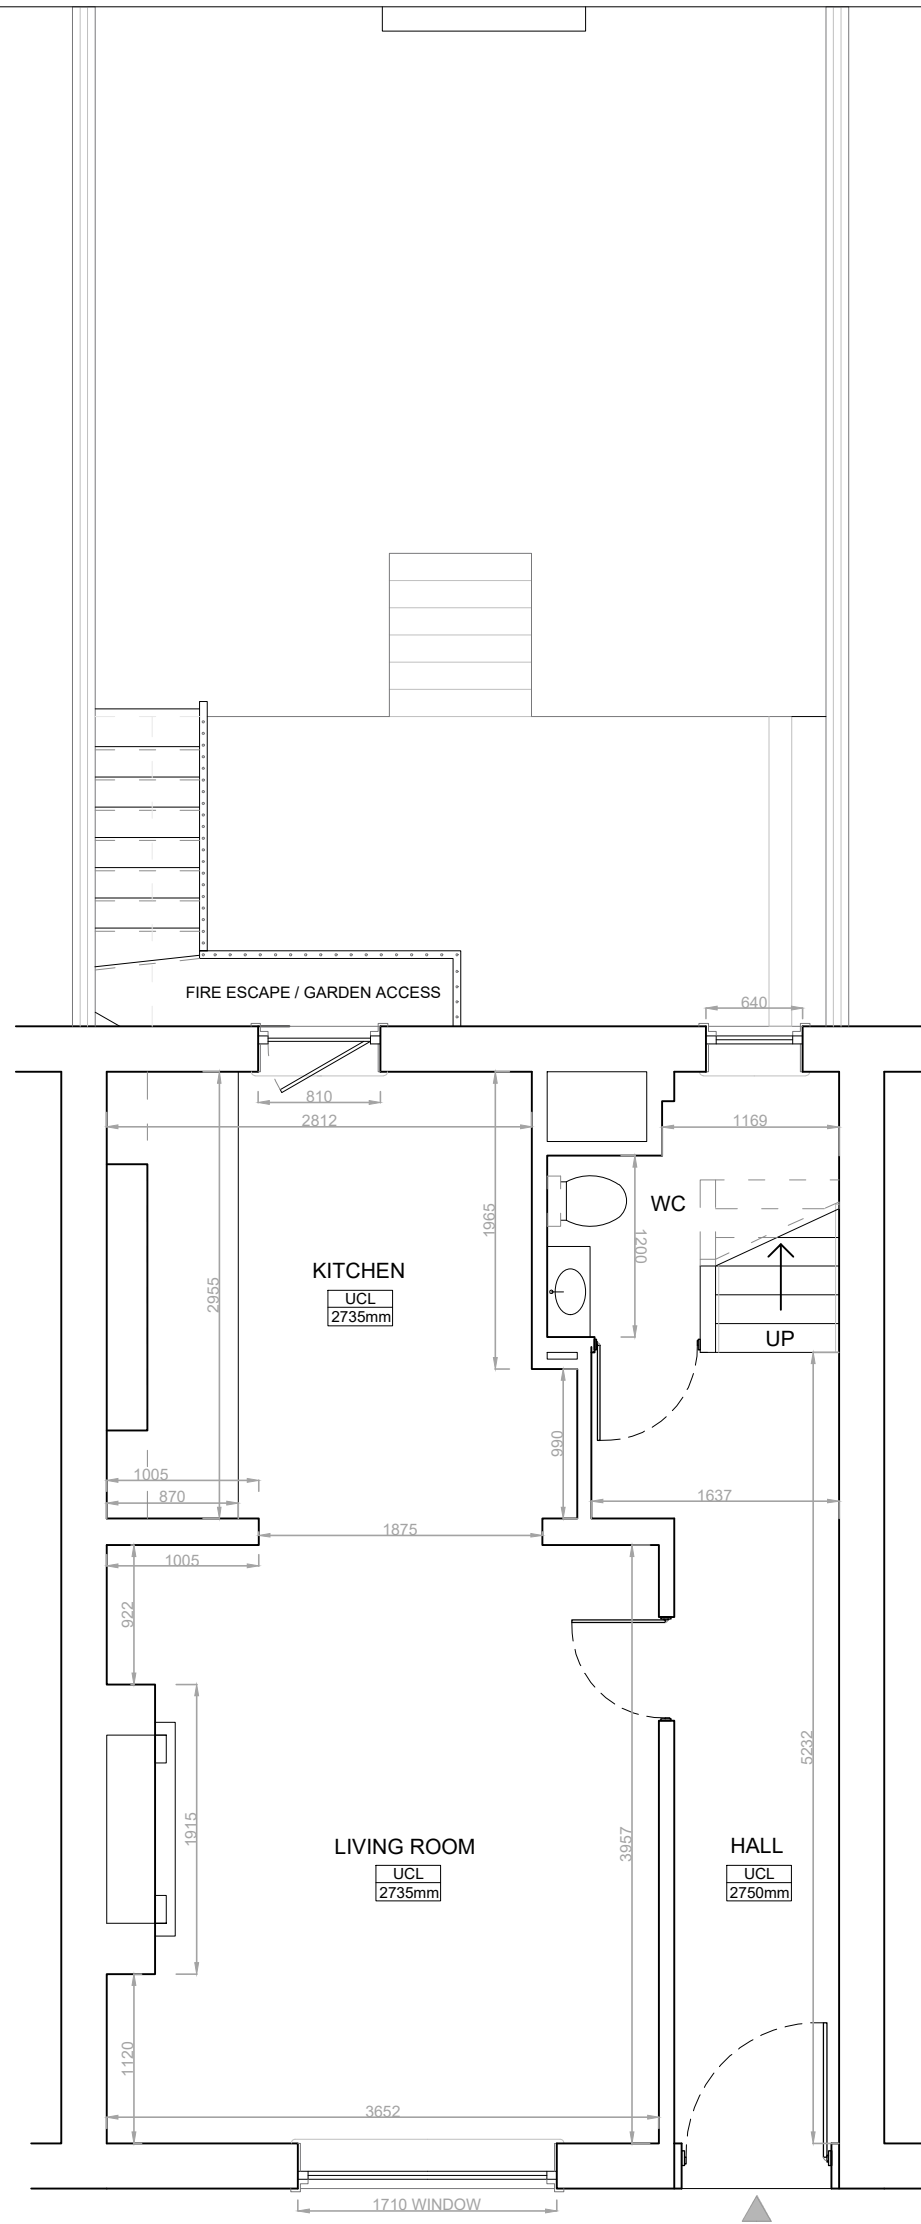 FIRE ESCAPE / GARDEN ACCESS
640
810
2812
1169
1965
WC
1200
2955
KITCHEN
UCL
2735mm
UP
990
1005
870
1637
1875
1005
922
5232
1915
3957
LIVING ROOM
UCL
2735mm
HALL
UCL
2750mm
1120
3652
1710 WINDOW